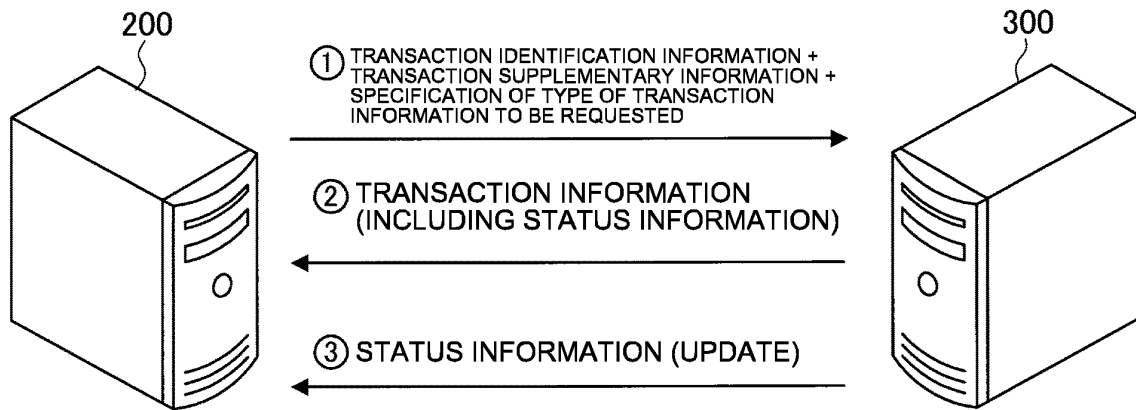 200
300
① TRANSACTION IDENTIFICATION INFORMATION +
TRANSACTION SUPPLEMENTARY INFORMATION +
SPECIFICATION OF TYPE OF TRANSACTION
INFORMATION TO BE REQUESTED
② TRANSACTION INFORMATION
(INCLUDING STATUS INFORMATION)
③ STATUS INFORMATION (UPDATE)